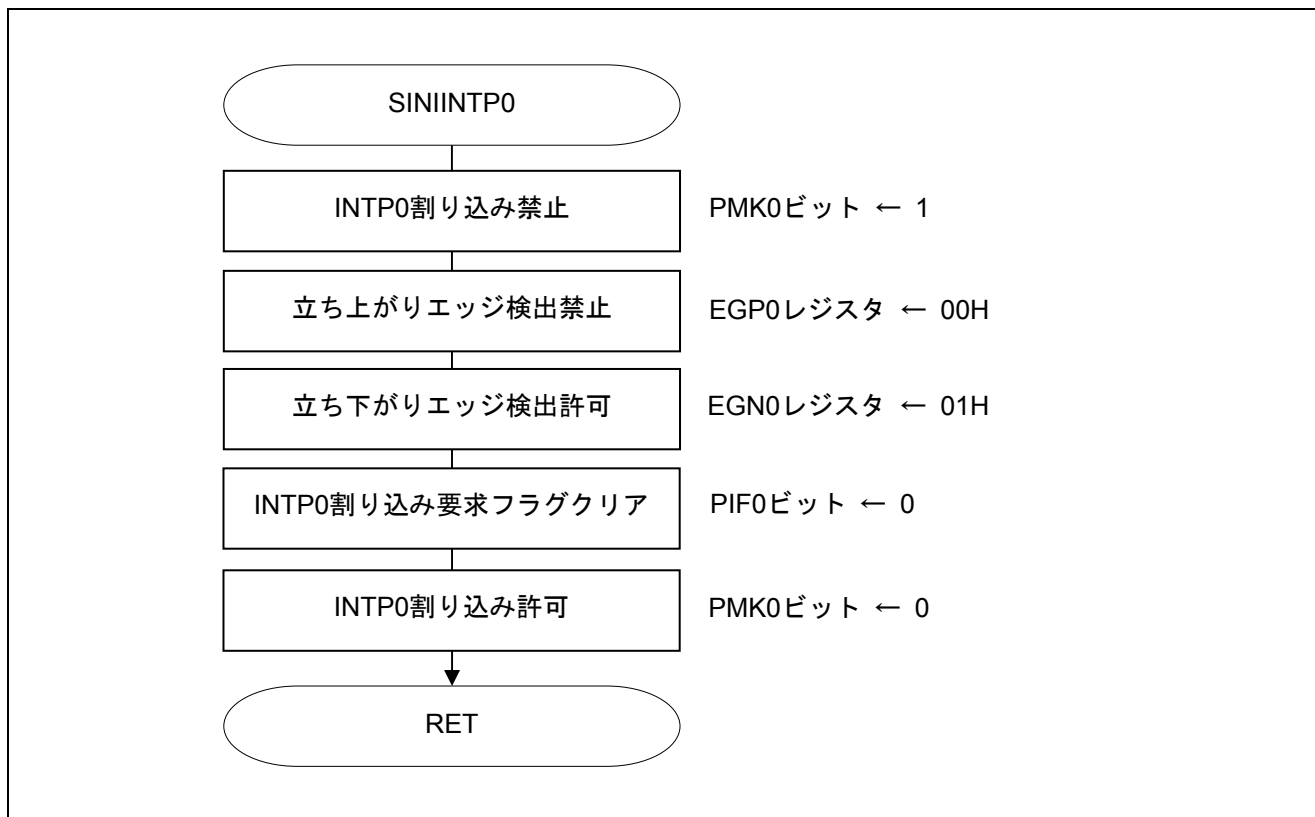 SINIINTP0
INTP0割り込み禁止 PMK0ビット ← 1
立ち上がりエッジ検出禁止 EGP0レジスタ ← 00H
立ち下がりエッジ検出許可 EGN0レジスタ ← 01H
INTP0割り込み要求フラグクリア PIF0ビット ← 0
INTP0割り込み許可 PMK0ビット ← 0
RET